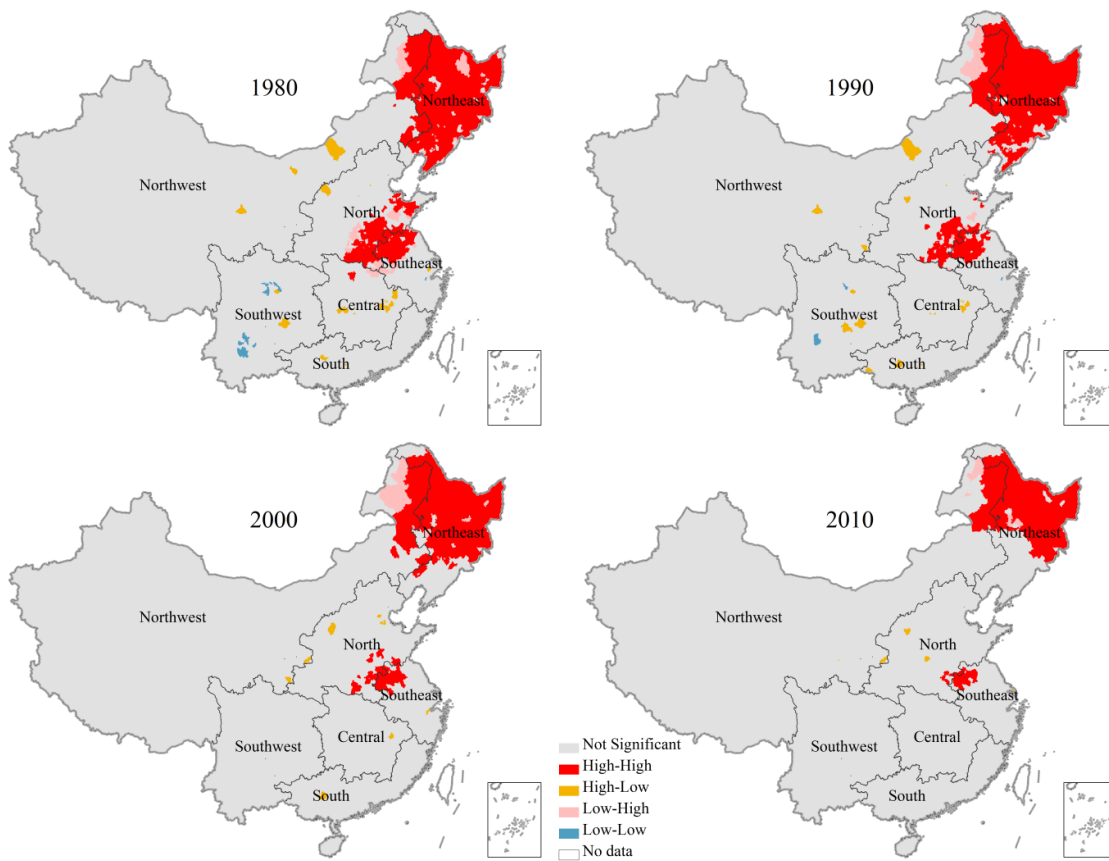 1980
Northeast
Northwest
North
Southeast
Central
Southwest
South
1990
Northeast
Northwest
North
Southeast
Central
Southwest
South
2000
Northeast
Northwest
North
Southeast
Central
Southwest
South
2010
Northeast
Northwest
North
Southeast
Central
Southwest
South
Not Significant
High-High
High-Low
Low-High
Low-Low
No data